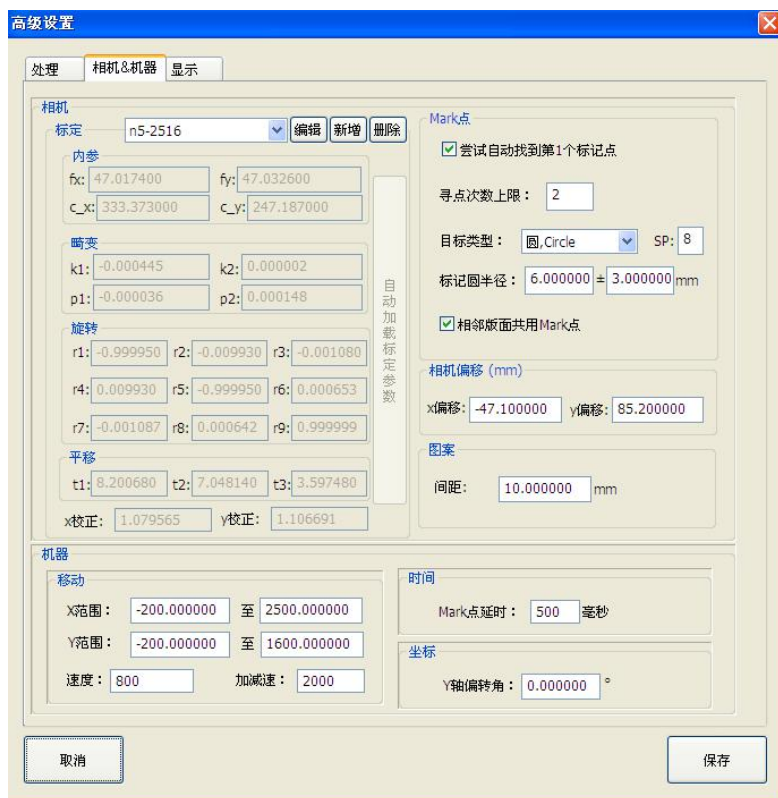 高级设置
处理 相机&机器 显示
相机
标定 n5-2516 编辑 新增 删除
内参
fx: 47.017400 fy: 47.032600
c_x: 333.373000 c_y: 247.187000
畸变
k1: -0.000445 k2: 0.000002
p1: -0.000036 p2: 0.000148
旋转
r1: -0.999950 r2: -0.009930 r3: -0.001080
r4: 0.009930 r5: -0.999950 r6: 0.000653
r7: -0.001087 r8: 0.000642 r9: 0.999999
平移
t1: 8.200680 t2: 7.048140 t3: 3.597480
x校正: 1.079565 y校正: 1.106691
自动加载标定参数
Mark点
尝试自动找到第1个标记点
寻点次数上限: 2
目标类型: 圆,Circle SP: 8
标记圆半径: 6.000000 ± 3.000000 mm
相邻版面共用Mark点
相机偏移 (mm)
x偏移: -47.100000 y偏移: 85.200000
图案
间距: 10.000000 mm
机器
移动
X范围: -200.000000 至 2500.000000
Y范围: -200.000000 至 1600.000000
速度: 800 加减速: 2000
时间
Mark点延时: 500 毫秒
坐标
Y轴偏转角: 0.000000 °
取消 保存